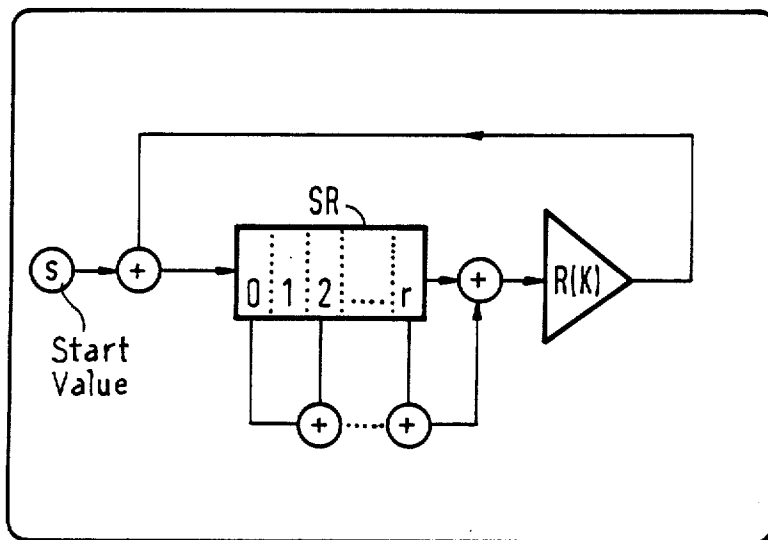 SR
S
+
+
R(K)
0 1 2 ..... r
Start
Value
+ ..... +